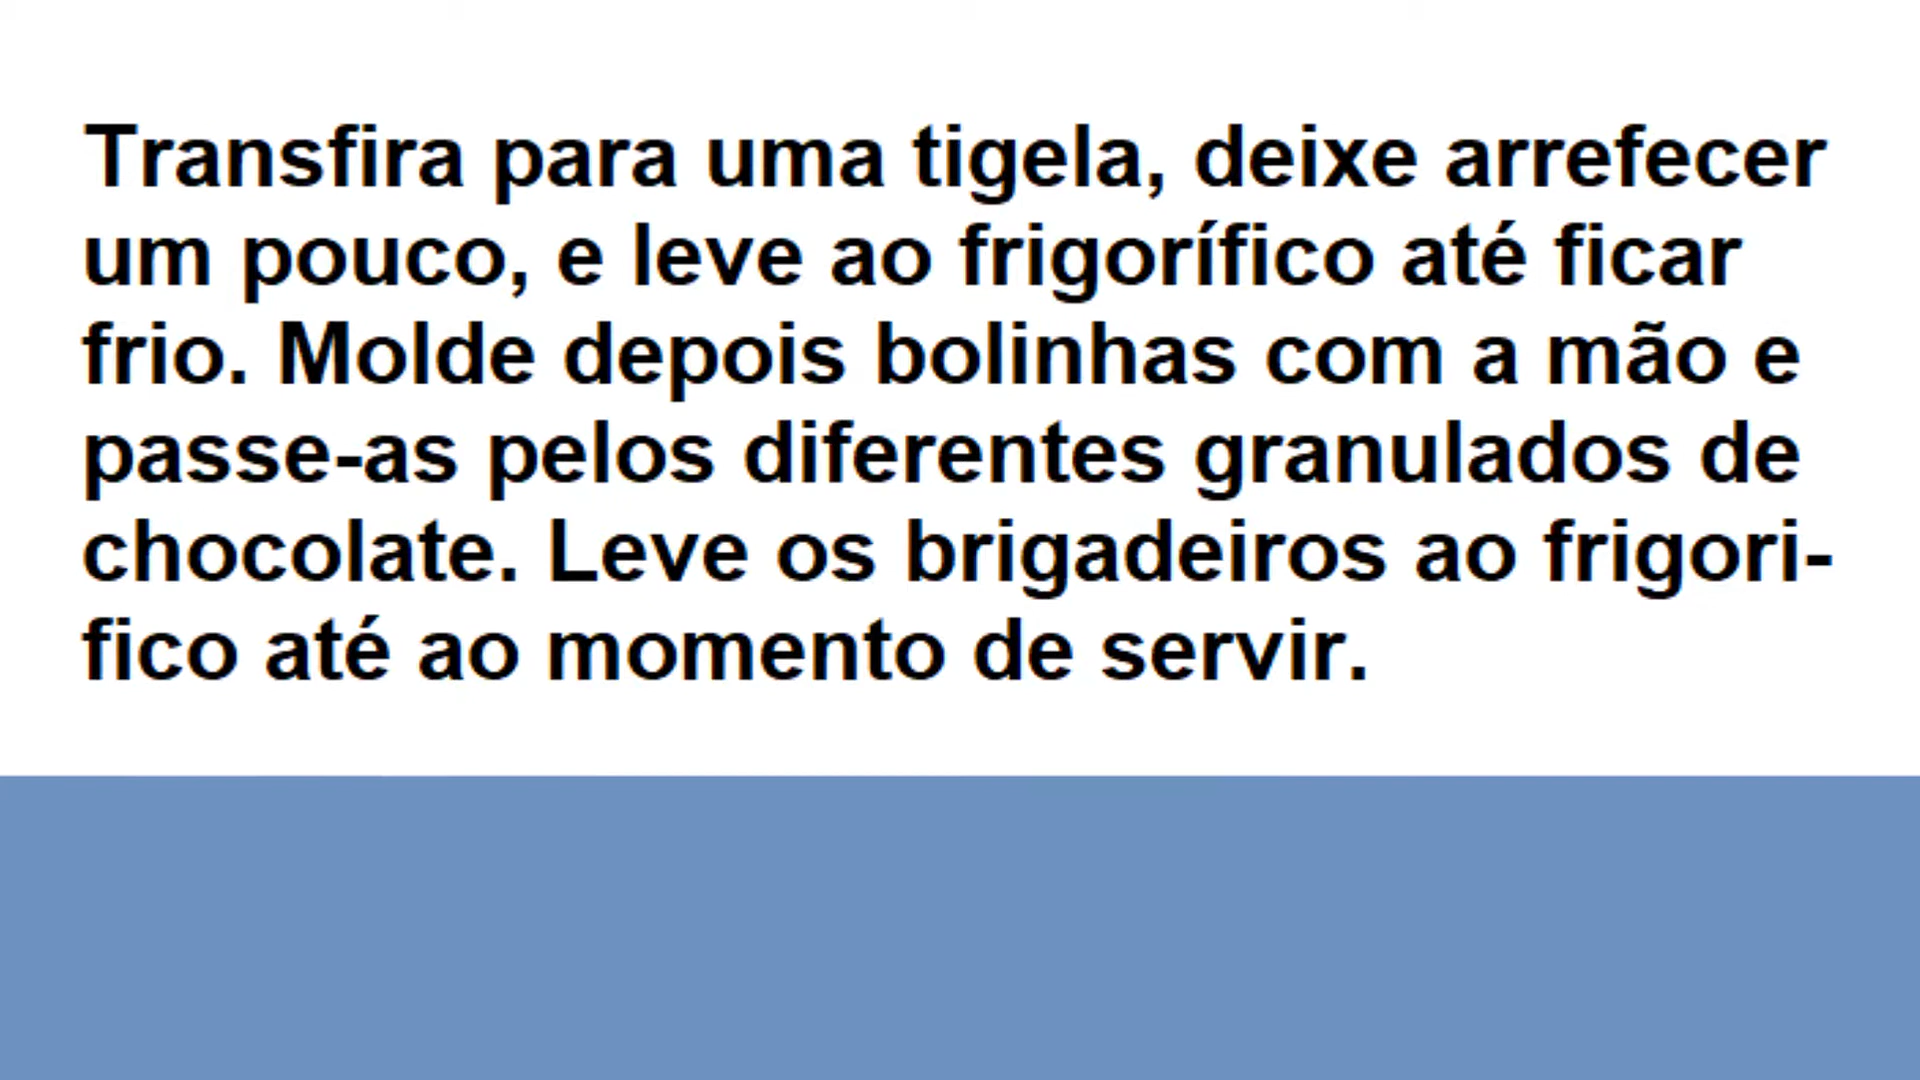 Transfira para uma tigela, deixe arrefecer
um pouco, e leve ao frigorífico até ficar
frio. Molde depois bolinhas com a mão e
passe-as pelos diferentes granulados de
chocolate. Leve os brigadeiros ao frigori-
fico até ao momento de servir.